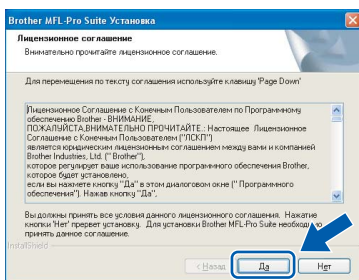 Brother MFL-Pro Suite Установка
Лицензионное соглашение
Внимательно прочитайте лицензионное соглашение.
Для перемещения по тексту соглашения используйте клавишу 'Page Down'
Лицензионное Соглашение с Конечным Пользователем по Программному
обеспечению Brother - ВНИМАНИЕ,
ПОЖАЛУЙСТА,ВНИМАТЕЛЬНО ПРОЧИТАЙТЕ.: Настоящее Лицензионное
Соглашение с Конечным Пользователем ("ЛСКП")
является юридическим лицензионным соглашением между вами и компанией
Brother Industries, Ltd. (" Brother"),
которое регулирует ваше использование программного обеспечения Brother,
которое будет установлено,
если вы нажмете кнопку "Да" в этом диалоговом окне (" Программного
обеспечения"). Нажав кнопку "Да",
Вы должны принять все условия данного лицензионного соглашения. Нажатие
кнопки 'Нет' прервет установку. Для установки Brother MFL-Pro Suite необходимо
принять данное соглашение.
InstallShield
< Назад Да Нет